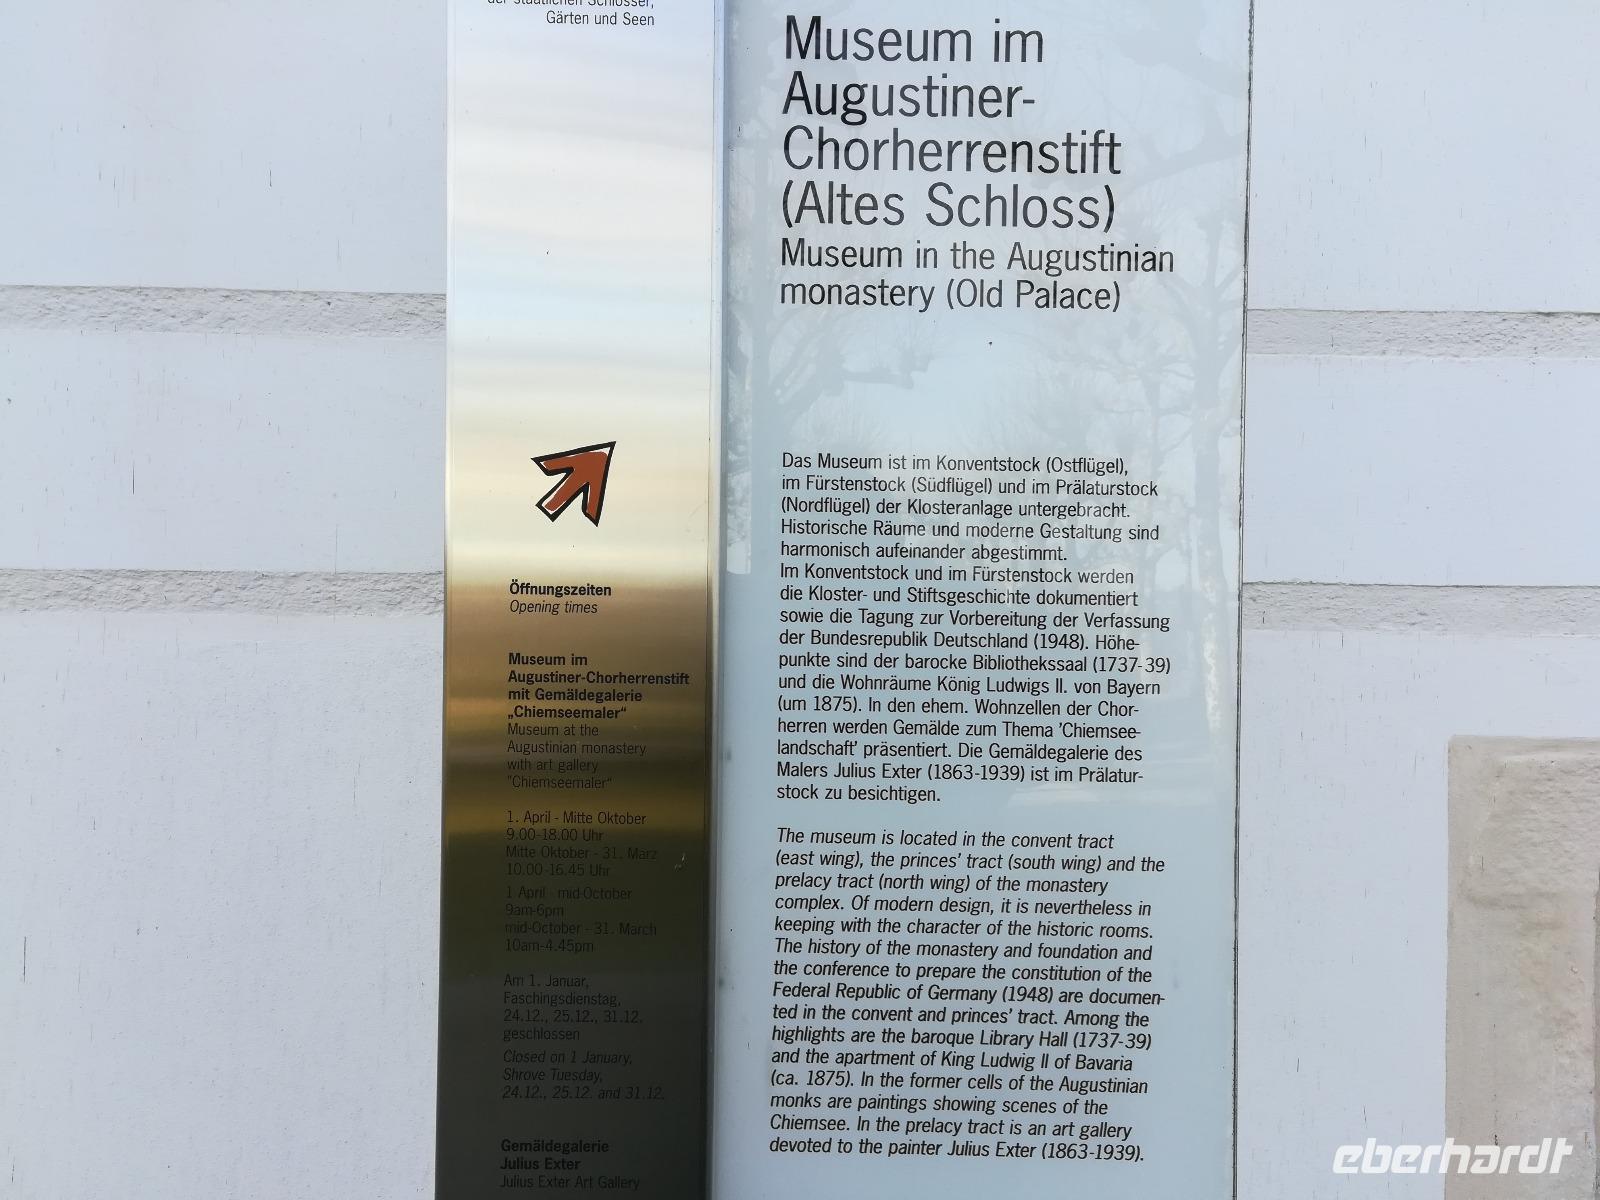 der staatlichen Schlösser,
Gärten und Seen
Öffnungszeiten
Opening times
Museum im
Augustiner-Chorherrenstift
mit Gemäldegalerie
„Chiemseemaler“
Museum at the
Augustinian monastery
with art gallery
"Chiemseemaler"
1. April - Mitte Oktober
9.00-18.00 Uhr
Mitte Oktober - 31. März
10.00-16.45 Uhr
1 April - mid-October
9am-6pm
mid-October - 31. March
10am-4.45pm
Am 1. Januar,
Faschingsdienstag,
24.12., 25.12., 31.12.
geschlossen
Closed on 1 January,
Shrove Tuesday,
24.12., 25.12. and 31.12.
Gemäldegalerie
Julius Exter
Julius Exter Art Gallery
Museum im
Augustiner-
Chorherrenstift
(Altes Schloss)
Museum in the Augustinian
monastery (Old Palace)
Das Museum ist im Konventstock (Ostflügel),
im Fürstenstock (Südflügel) und im Prälaturstock
(Nordflügel) der Klosteranlage untergebracht.
Historische Räume und moderne Gestaltung sind
harmonisch aufeinander abgestimmt.
Im Konventstock und im Fürstenstock werden
die Kloster- und Stiftsgeschichte dokumentiert
sowie die Tagung zur Vorbereitung der Verfassung
der Bundesrepublik Deutschland (1948). Höhe-
punkte sind der barocke Bibliothekssaal (1737-39)
und die Wohnräume König Ludwigs II. von Bayern
(um 1875). In den ehem. Wohnzellen der Chor-
herren werden Gemälde zum Thema 'Chiemsee-
landschaft' präsentiert. Die Gemäldegalerie des
Malers Julius Exter (1863-1939) ist im Prälatur-
stock zu besichtigen.
The museum is located in the convent tract
(east wing), the princes' tract (south wing) and the
prelacy tract (north wing) of the monastery
complex. Of modern design, it is nevertheless in
keeping with the character of the historic rooms.
The history of the monastery and foundation and
the conference to prepare the constitution of the
Federal Republic of Germany (1948) are documen-
ted in the convent and princes' tract. Among the
highlights are the baroque Library Hall (1737-39)
and the apartment of King Ludwig II of Bavaria
(ca. 1875). In the former cells of the Augustinian
monks are paintings showing scenes of the
Chiemsee. In the prelacy tract is an art gallery
devoted to the painter Julius Exter (1863-1939).
eberhardt